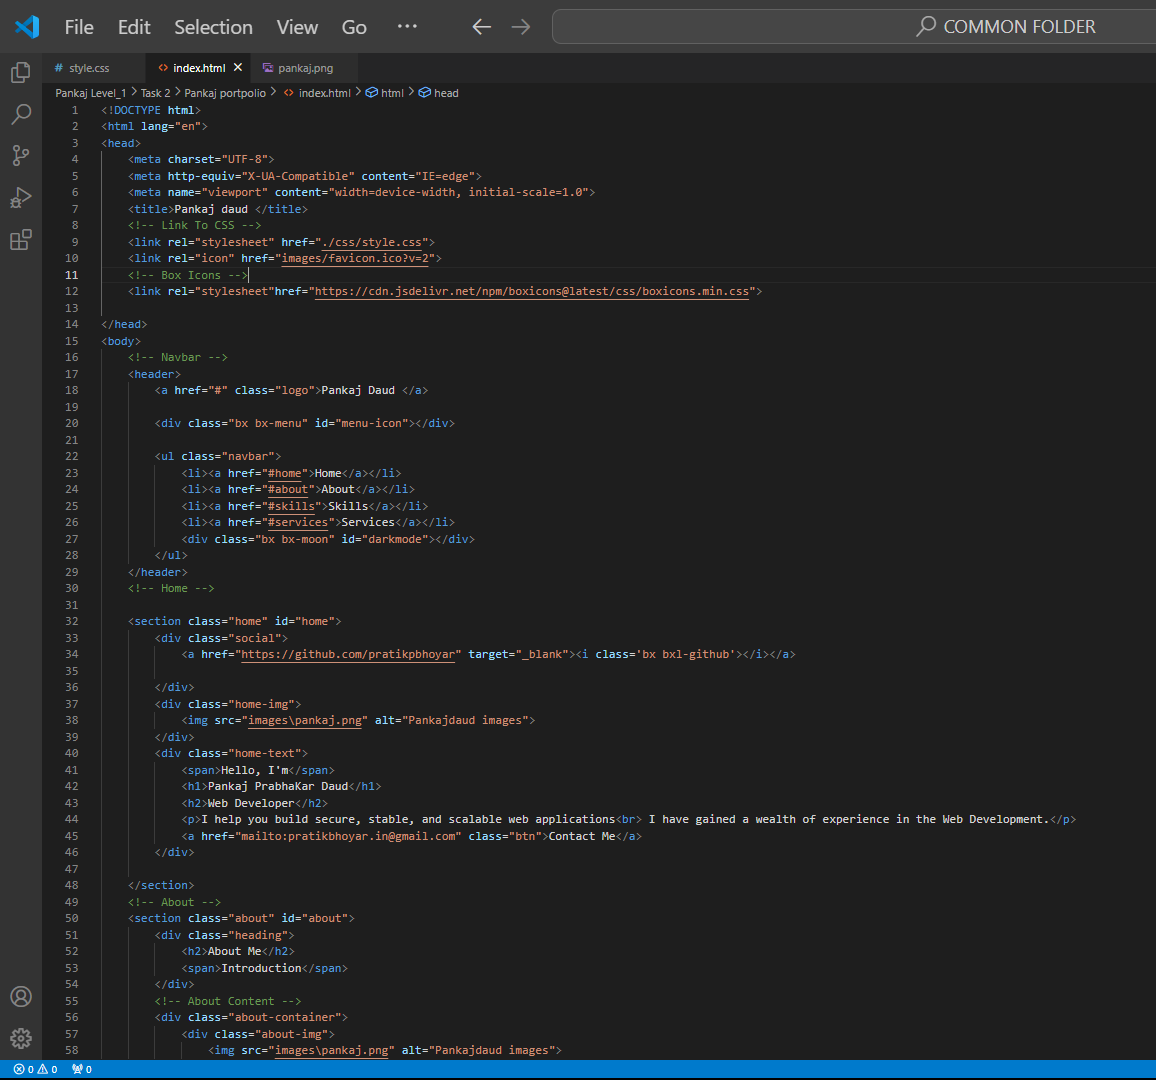 File Edit Selection View Go ··· ← → COMMON FOLDER
# style.css <> index.html × pankaj.png
Pankaj Level_1 > Task 2 > Pankaj portpolio > <> index.html > html > head
1 <!DOCTYPE html>
2 <html lang="en">
3 <head>
4 <meta charset="UTF-8">
5 <meta http-equiv="X-UA-Compatible" content="IE=edge">
6 <meta name="viewport" content="width=device-width, initial-scale=1.0">
7 <title>Pankaj daud </title>
8 <!-- Link To CSS -->
9 <link rel="stylesheet" href="./css/style.css">
10 <link rel="icon" href="images/favicon.ico?v=2">
11 <!-- Box Icons -->
12 <link rel="stylesheet"href="https://cdn.jsdelivr.net/npm/boxicons@latest/css/boxicons.min.css">
13
14 </head>
15 <body>
16 <!-- Navbar -->
17 <header>
18 <a href="#" class="logo">Pankaj Daud </a>
19
20 <div class="bx bx-menu" id="menu-icon"></div>
21
22 <ul class="navbar">
23 <li><a href="#home">Home</a></li>
24 <li><a href="#about">About</a></li>
25 <li><a href="#skills">Skills</a></li>
26 <li><a href="#services">Services</a></li>
27 <div class="bx bx-moon" id="darkmode"></div>
28 </ul>
29 </header>
30 <!-- Home -->
31
32 <section class="home" id="home">
33 <div class="social">
34 <a href="https://github.com/pratikpbhoyar" target="_blank"><i class='bx bxl-github'></i></a>
35
36 </div>
37 <div class="home-img">
38 <img src="images\pankaj.png" alt="Pankajdaud images">
39 </div>
40 <div class="home-text">
41 <span>Hello, I'm</span>
42 <h1>Pankaj PrabhaKar Daud</h1>
43 <h2>Web Developer</h2>
44 <p>I help you build secure, stable, and scalable web applications<br> I have gained a wealth of experience in the Web Development.</p>
45 <a href="mailto:pratikbhoyar.in@gmail.com" class="btn">Contact Me</a>
46 </div>
47
48 </section>
49 <!-- About -->
50 <section class="about" id="about">
51 <div class="heading">
52 <h2>About Me</h2>
53 <span>Introduction</span>
54 </div>
55 <!-- About Content -->
56 <div class="about-container">
57 <div class="about-img">
58 <img src="images\pankaj.png" alt="Pankajdaud images">
0 0 0